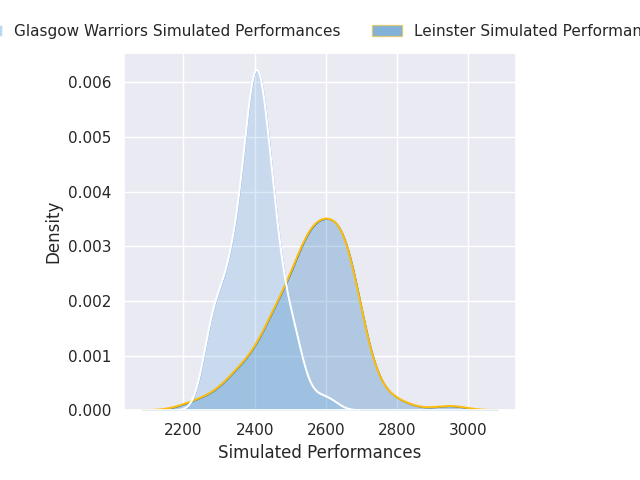 Glasgow Warriors Simulated Performances
Leinster Simulated
0.006
0.005
0.004
0.003
0.002
0.001
0.000
Density
2200 2400 2600 2800 3000
Simulated Performances